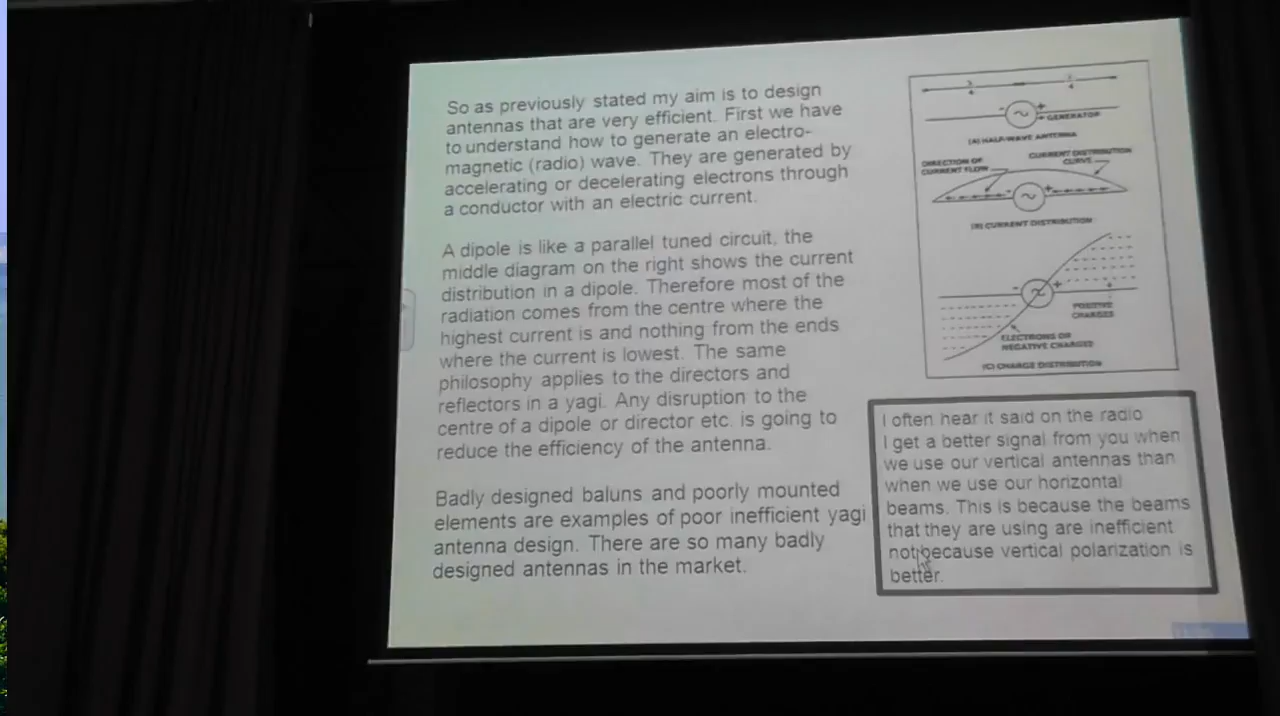 So as previously stated my aim is to design
antennas that are very efficient. First we have
to understand how to generate an electro-
magnetic (radio) wave. They are generated by
accelerating or decelerating electrons through
a conductor with an electric current.
A dipole is like a parallel tuned circuit, the
middle diagram on the right shows the current
distribution in a dipole. Therefore most of the
radiation comes from the centre where the
highest current is and nothing from the ends
where the current is lowest. The same
philosophy applies to the directors and
reflectors in a yagi. Any disruption to the
centre of a dipole or director etc. is going to
reduce the efficiency of the antenna.
Badly designed baluns and poorly mounted
elements are examples of poor inefficient yagi
antenna design. There are so many badly
designed antennas in the market.
- +
GENERATOR
(A) HALF-WAVE ANTENNA
DIRECTION OF
CURRENT FLOW
CURRENT DISTRIBUTION
CURVE
- +
(B) CURRENT DISTRIBUTION
- +
POSITIVE
CHARGES
ELECTRONS OR
NEGATIVE CHARGES
(C) CHARGE DISTRIBUTION
I often hear it said on the radio
I get a better signal from you when
we use our vertical antennas than
when we use our horizontal
beams. This is because the beams
that they are using are inefficient
not because vertical polarization is
better.